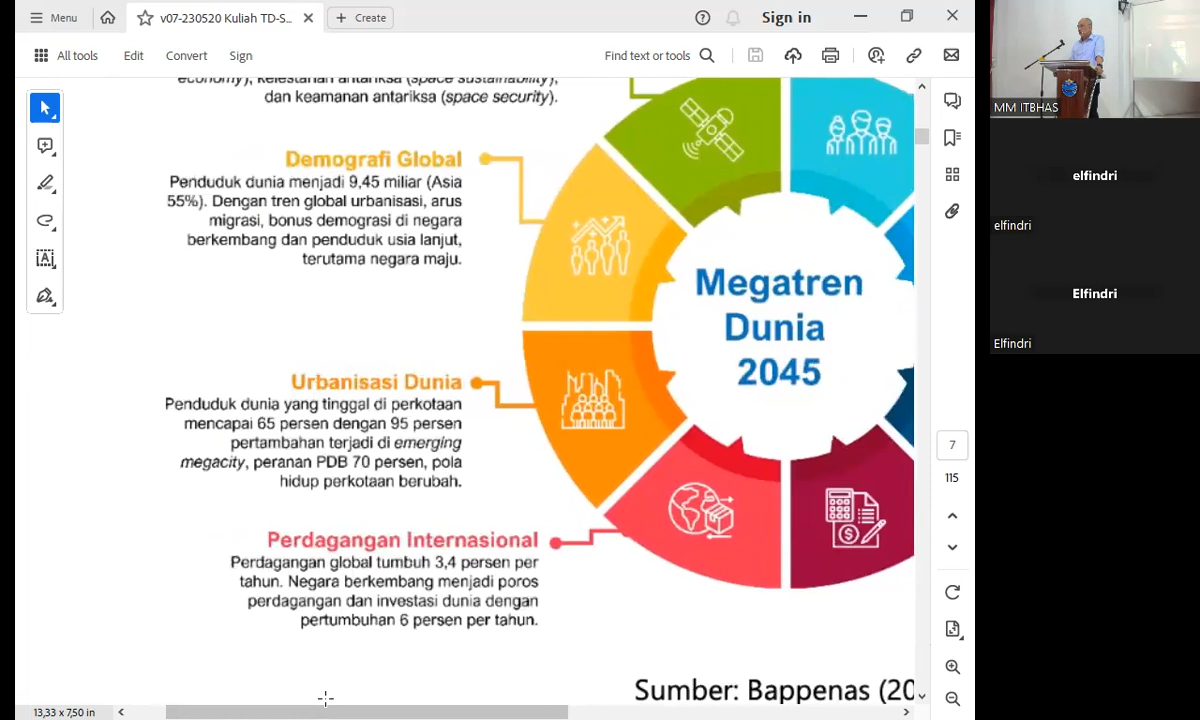 Menu
v07-230520 Kuliah TD-S...
Create
Sign in
All tools
Edit
Convert
Sign
Find text or tools
economy), kelestarian antariksa (space sustainability),
dan keamanan antariksa (space security).
Demografi Global
Penduduk dunia menjadi 9,45 miliar (Asia
55%). Dengan tren global urbanisasi, arus
migrasi, bonus demograsi di negara
berkembang dan penduduk usia lanjut,
terutama negara maju.
Megatren
Dunia
2045
Urbanisasi Dunia
Penduduk dunia yang tinggal di perkotaan
mencapai 65 persen dengan 95 persen
pertambahan terjadi di emerging
megacity, peranan PDB 70 persen, pola
hidup perkotaan berubah.
Perdagangan Internasional
Perdagangan global tumbuh 3,4 persen per
tahun. Negara berkembang menjadi poros
perdagangan dan investasi dunia dengan
pertumbuhan 6 persen per tahun.
Sumber: Bappenas (20
7
115
13,33 x 7,50 in
MM ITBHAS
elfindri
elfindri
Elfindri
Elfindri